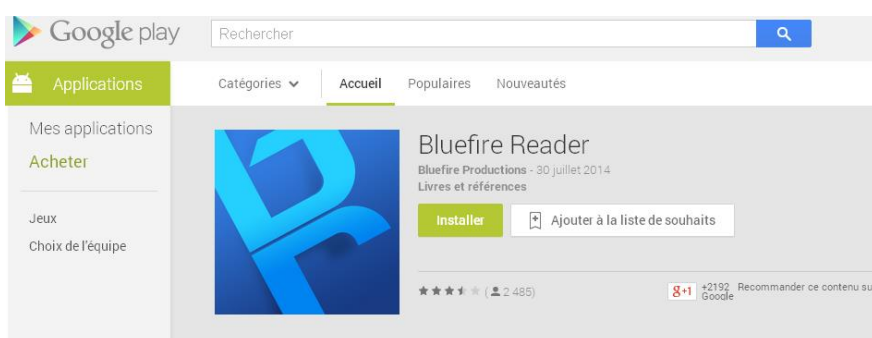 Google play
Rechercher
Applications
Catégories
Accueil
Populaires
Nouveautés
Mes applications
Acheter
Jeux
Choix de l'équipe
Bluefire Reader
Bluefire Productions - 30 juillet 2014
Livres et références
Installer
Ajouter à la liste de souhaits
( 2 485)
g+1
+2192 Recommander ce contenu su
Google